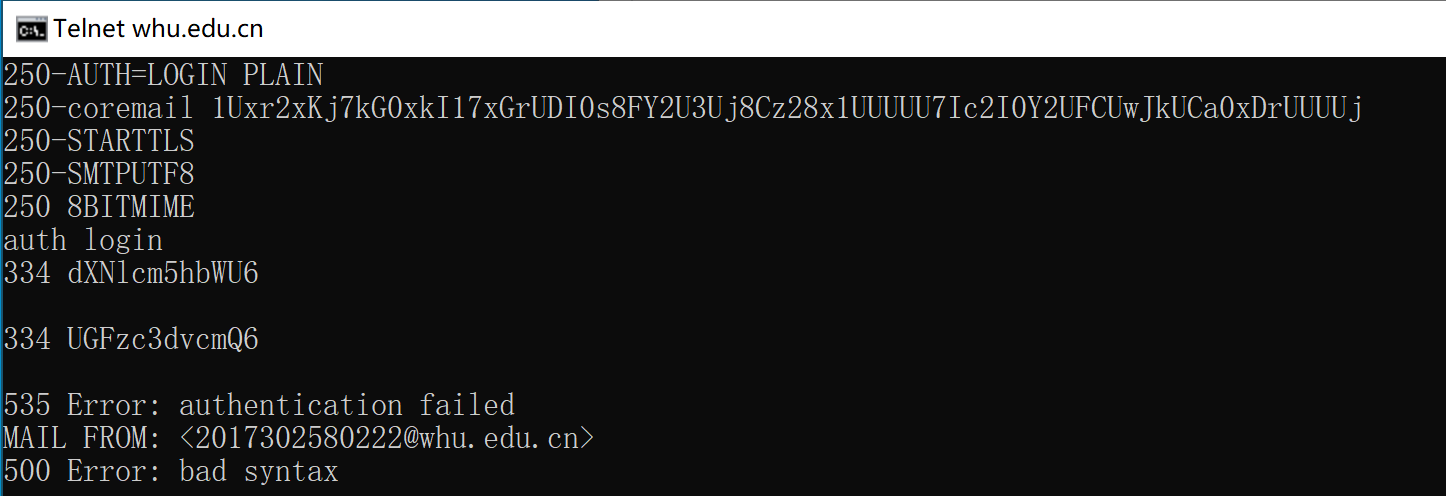 Telnet whu.edu.cn
250-AUTH=LOGIN PLAIN
250-coremail 1Uxr2xKj7kG0xkI17xGrUDI0s8FY2U3Uj8Cz28x1UUUUU7Ic2I0Y2UFCUwJkUCa0xDrUUUUj
250-STARTTLS
250-SMTPUTF8
250 8BITMIME
auth login
334 dXNlcm5hbWU6
334 UGFzc3dvcmQ6
535 Error: authentication failed
MAIL FROM: <2017302580222@whu.edu.cn>
500 Error: bad syntax